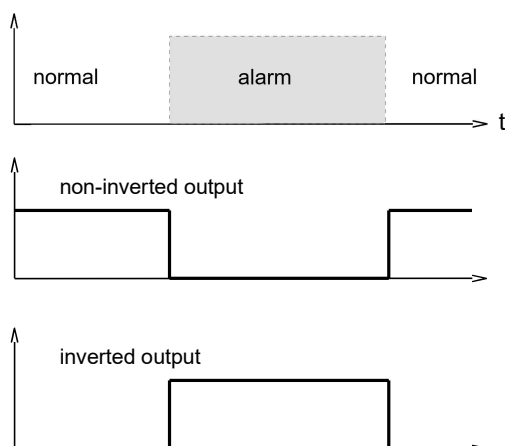 normal alarm normal
t
non-inverted output
inverted output